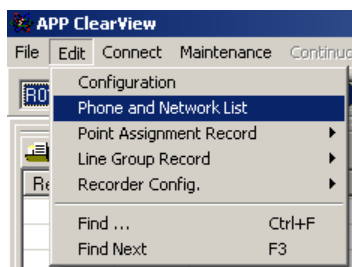 APP ClearView
File Edit Connect Maintenance Continuo
Configuration
Phone and Network List
Point Assignment Record
Line Group Record
Recorder Config.
Find ... Ctrl+F
Find Next F3